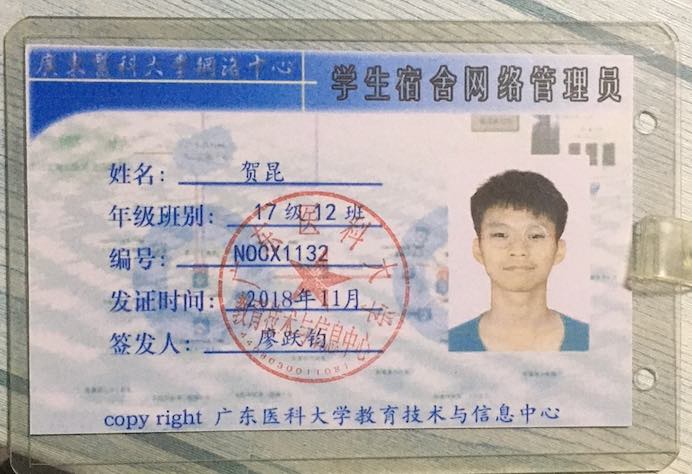 广东医科大学网络中心
学生宿舍网络管理员
姓名: 贺昆
年级班别: 17级12班
编号: NOCX1132
发证时间: 2018年11月
签发人: 廖跃钧
广东医科大学
教育技术与信息中心
copy right 广东医科大学教育技术与信息中心